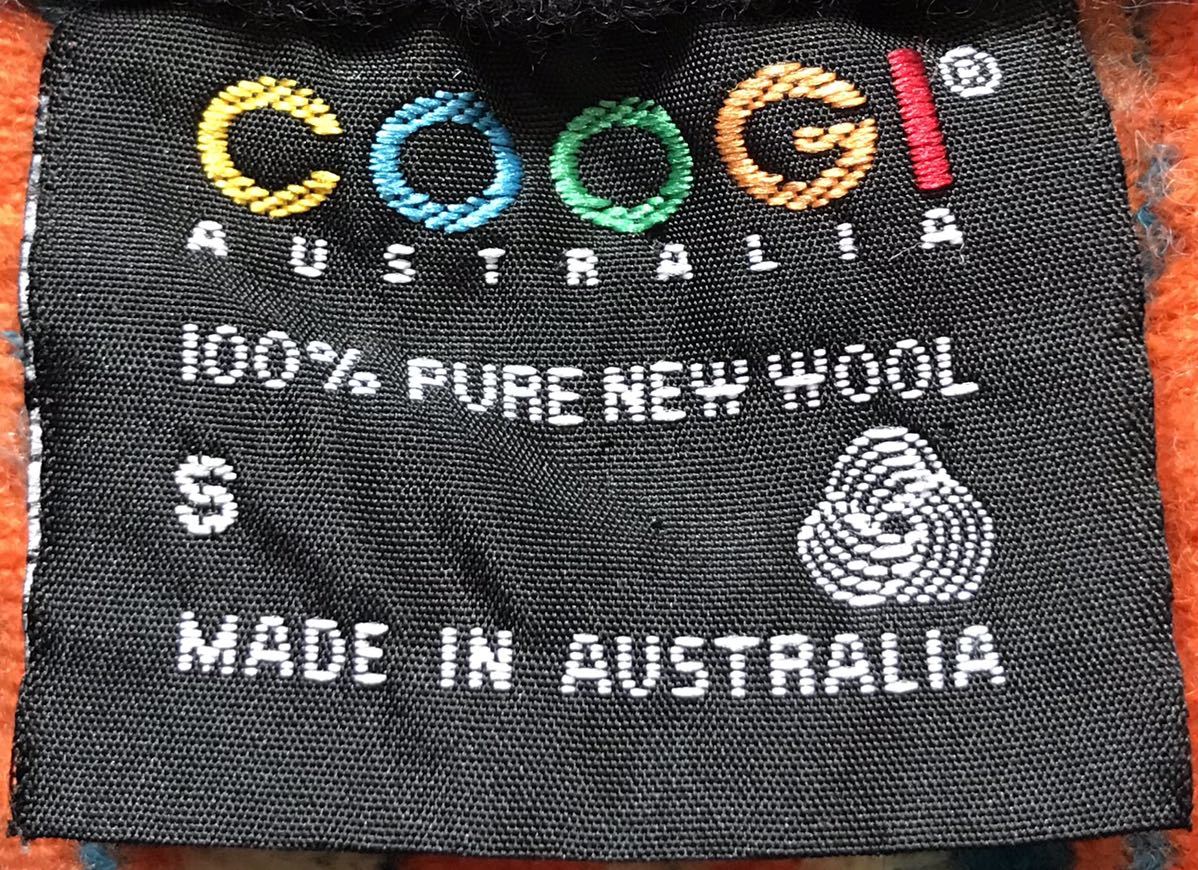 COOGI®
AUSTRALIA
100% PURE NEW WOOL
S
MADE IN AUSTRALIA